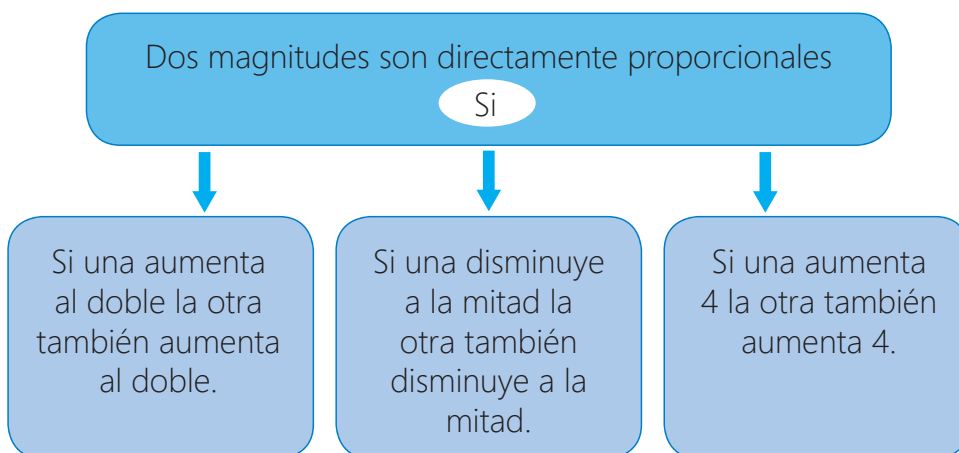 Dos magnitudes son directamente proporcionales
Si
Si una aumenta
al doble la otra
también aumenta
al doble.
Si una disminuye
a la mitad la
otra también
disminuye a la
mitad.
Si una aumenta
4 la otra también
aumenta 4.